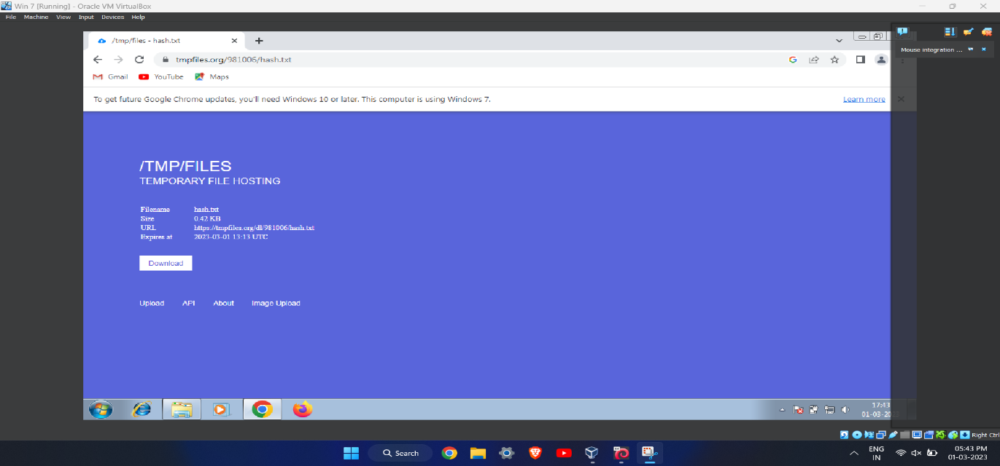 Win 7 [Running] - Oracle VM VirtualBox
File Machine View Input Devices Help
/tmp/files - hash.txt
tmpfiles.org/981006/hash.txt
Mouse integration ...
Gmail YouTube Maps
To get future Google Chrome updates, you'll need Windows 10 or later. This computer is using Windows 7.
Learn more
/TMP/FILES
TEMPORARY FILE HOSTING
Filename hash.txt
Size 0.42 KB
URL https://tmpfiles.org/dl/981006/hash.txt
Expires at 2023-03-01 13:13 UTC
Download
Upload API About Image Upload
17:43
01-03-20
Right Ctrl
Search
ENG
IN
05:43 PM
01-03-2023